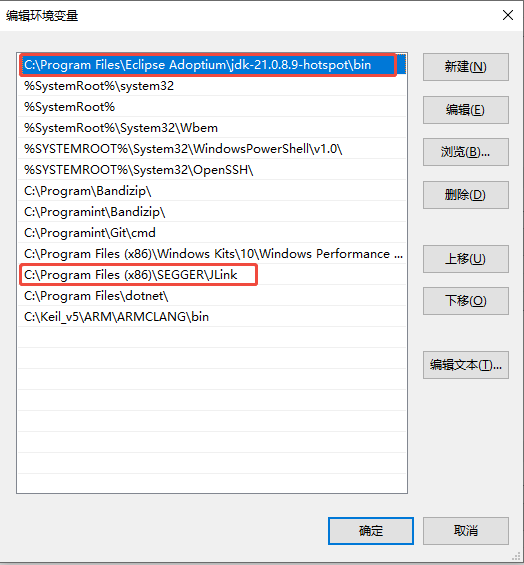 编辑环境变量
C:\Program Files\Eclipse Adoptium\jdk-21.0.8.9-hotspot\bin
%SystemRoot%\system32
%SystemRoot%
%SystemRoot%\System32\Wbem
%SYSTEMROOT%\System32\WindowsPowerShell\v1.0\
%SYSTEMROOT%\System32\OpenSSH\
C:\Program\Bandizip\
C:\Programint\Bandizip\
C:\Programint\Git\cmd
C:\Program Files (x86)\Windows Kits\10\Windows Performance ...
C:\Program Files (x86)\SEGGER\JLink
C:\Program Files\dotnet\
C:\Keil_v5\ARM\ARMCLANG\bin
新建(N)
编辑(E)
浏览(B)...
删除(D)
上移(U)
下移(O)
编辑文本(T)...
确定
取消